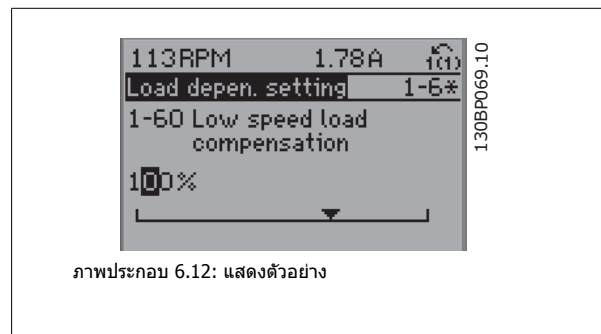 113RPM 1.78A 1(1)
Load depen. setting 1-6*
1-60 Low speed load
compensation
100%
130BP069.10
ภาพประกอบ 6.12: แสดงตัวอย่าง